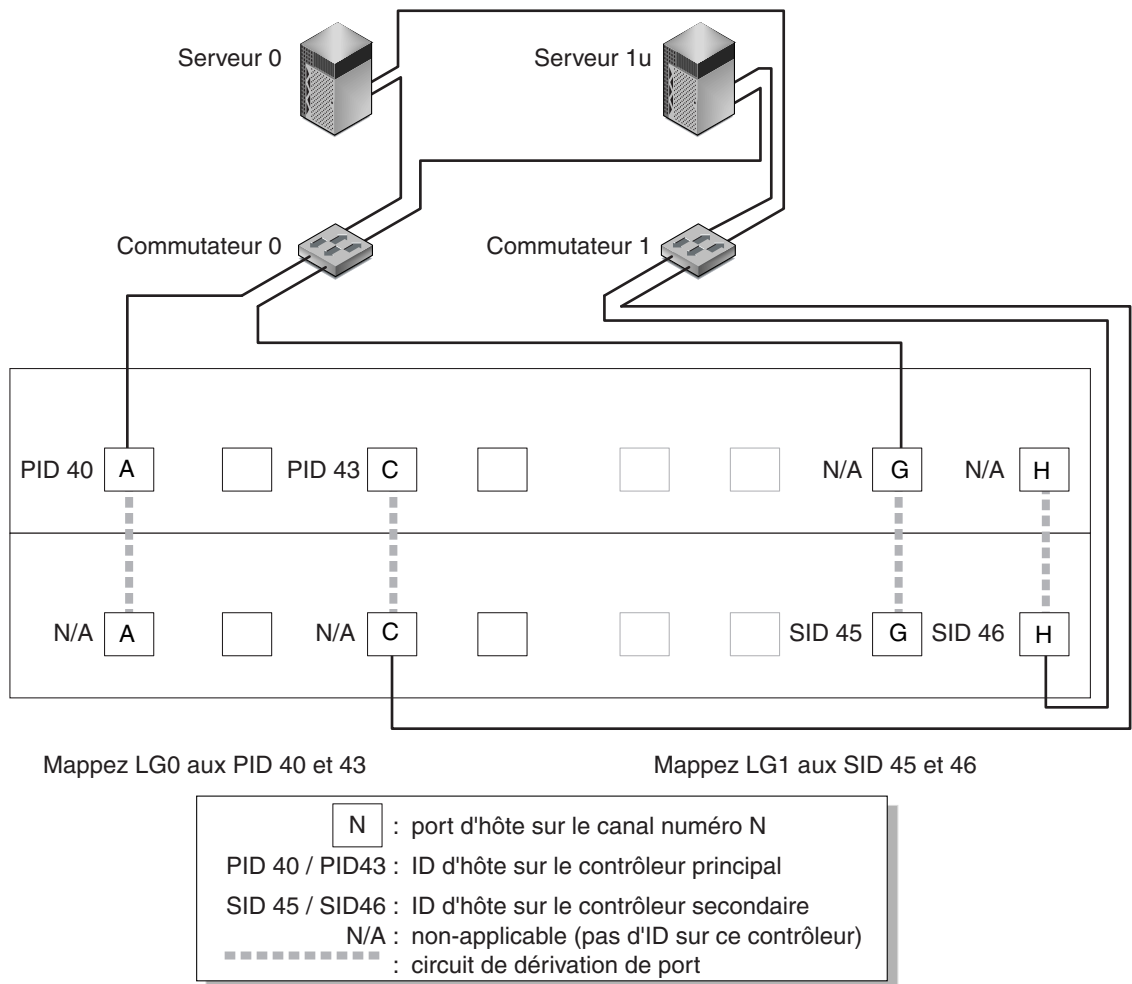 Serveur 0
Serveur 1u
Commutateur 0
Commutateur 1
PID 40 A PID 43 C N/A G N/A H
N/A A N/A C SID 45 G SID 46 H
Mappez LG0 aux PID 40 et 43
Mappez LG1 aux SID 45 et 46
N : port d'hôte sur le canal numéro N
PID 40 / PID43 : ID d'hôte sur le contrôleur principal
SID 45 / SID46 : ID d'hôte sur le contrôleur secondaire
N/A : non-applicable (pas d'ID sur ce contrôleur)
: circuit de dérivation de port